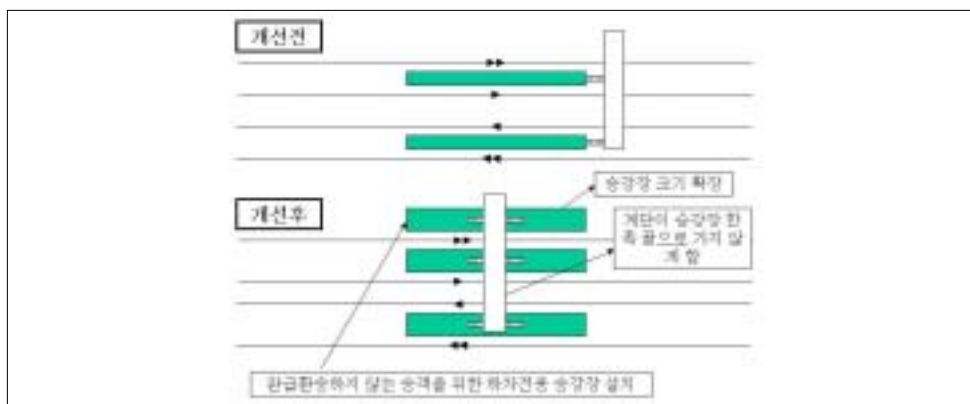 개선전
승강장 크기 확장
개선후
계단이 승강장 한
쪽 끝으로 가지 않
게 함
완급환승하지 않는 승객을 위한 하차전용 승강장 설치